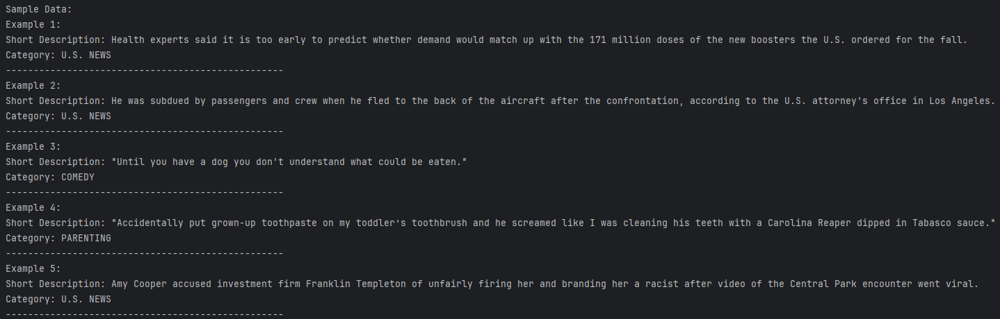 Sample Data:
Example 1:
Short Description: Health experts said it is too early to predict whether demand would match up with the 171 million doses of the new boosters the U.S. ordered for the fall.
Category: U.S. NEWS
--------------------------------------------------
Example 2:
Short Description: He was subdued by passengers and crew when he fled to the back of the aircraft after the confrontation, according to the U.S. attorney's office in Los Angeles.
Category: U.S. NEWS
--------------------------------------------------
Example 3:
Short Description: "Until you have a dog you don't understand what could be eaten."
Category: COMEDY
--------------------------------------------------
Example 4:
Short Description: "Accidentally put grown-up toothpaste on my toddler’s toothbrush and he screamed like I was cleaning his teeth with a Carolina Reaper dipped in Tabasco sauce."
Category: PARENTING
--------------------------------------------------
Example 5:
Short Description: Amy Cooper accused investment firm Franklin Templeton of unfairly firing her and branding her a racist after video of the Central Park encounter went viral.
Category: U.S. NEWS
--------------------------------------------------